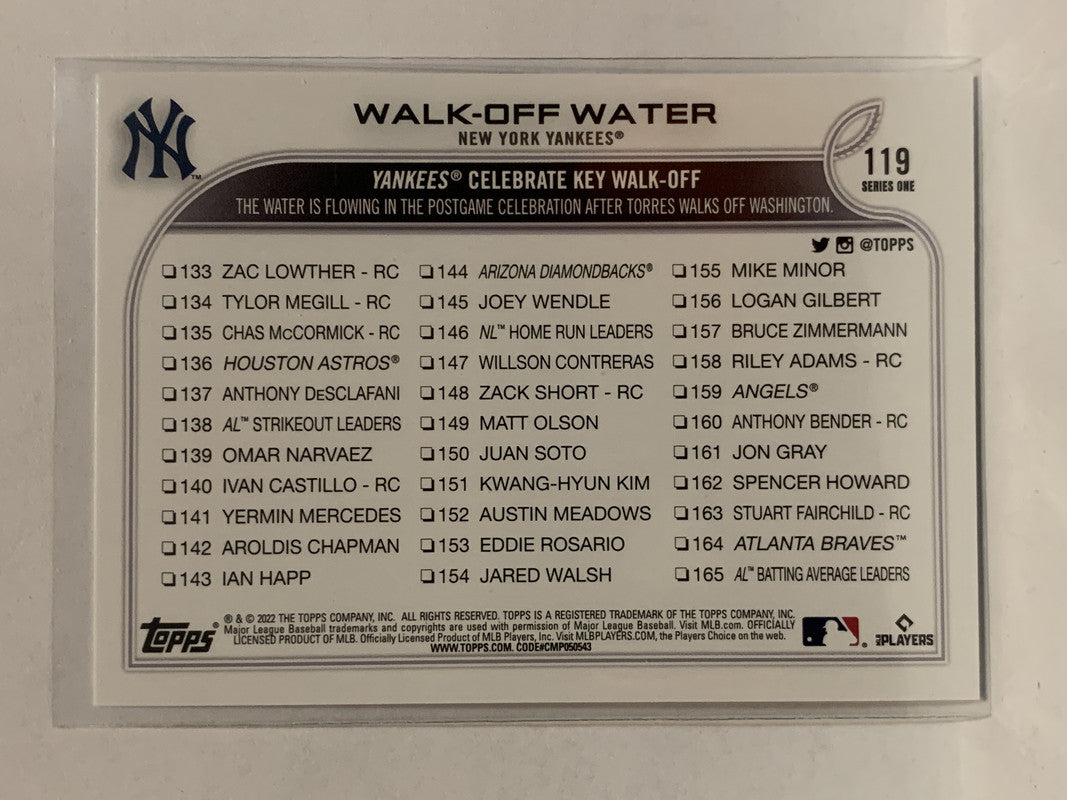 NY™
WALK-OFF WATER
NEW YORK YANKEES®
119
SERIES ONE
YANKEES® CELEBRATE KEY WALK-OFF
THE WATER IS FLOWING IN THE POSTGAME CELEBRATION AFTER TORRES WALKS OFF WASHINGTON.
@TOPPS
❏133 ZAC LOWTHER - RC
❏134 TYLOR MEGILL - RC
❏135 CHAS McCORMICK - RC
❏136 HOUSTON ASTROS®
❏137 ANTHONY DeSCLAFANI
❏138 AL™ STRIKEOUT LEADERS
❏139 OMAR NARVAEZ
❏140 IVAN CASTILLO - RC
❏141 YERMIN MERCEDES
❏142 AROLDIS CHAPMAN
❏143 IAN HAPP
❏144 ARIZONA DIAMONDBACKS®
❏145 JOEY WENDLE
❏146 NL™ HOME RUN LEADERS
❏147 WILLSON CONTRERAS
❏148 ZACK SHORT - RC
❏149 MATT OLSON
❏150 JUAN SOTO
❏151 KWANG-HYUN KIM
❏152 AUSTIN MEADOWS
❏153 EDDIE ROSARIO
❏154 JARED WALSH
❏155 MIKE MINOR
❏156 LOGAN GILBERT
❏157 BRUCE ZIMMERMANN
❏158 RILEY ADAMS - RC
❏159 ANGELS®
❏160 ANTHONY BENDER - RC
❏161 JON GRAY
❏162 SPENCER HOWARD
❏163 STUART FAIRCHILD - RC
❏164 ATLANTA BRAVES™
❏165 AL™ BATTING AVERAGE LEADERS
topps®
® & © 2022 THE TOPPS COMPANY, INC. ALL RIGHTS RESERVED. TOPPS IS A REGISTERED TRADEMARK OF THE TOPPS COMPANY, INC.
Major League Baseball trademarks and copyrights are used with permission of Major League Baseball. Visit MLB.com. OFFICIALLY
LICENSED PRODUCT OF MLB. Officially Licensed Product of MLB Players, Inc. Visit MLBPLAYERS.COM, the Players Choice on the web.
WWW.TOPPS.COM. CODE#CMP050543
MLB PLAYERS